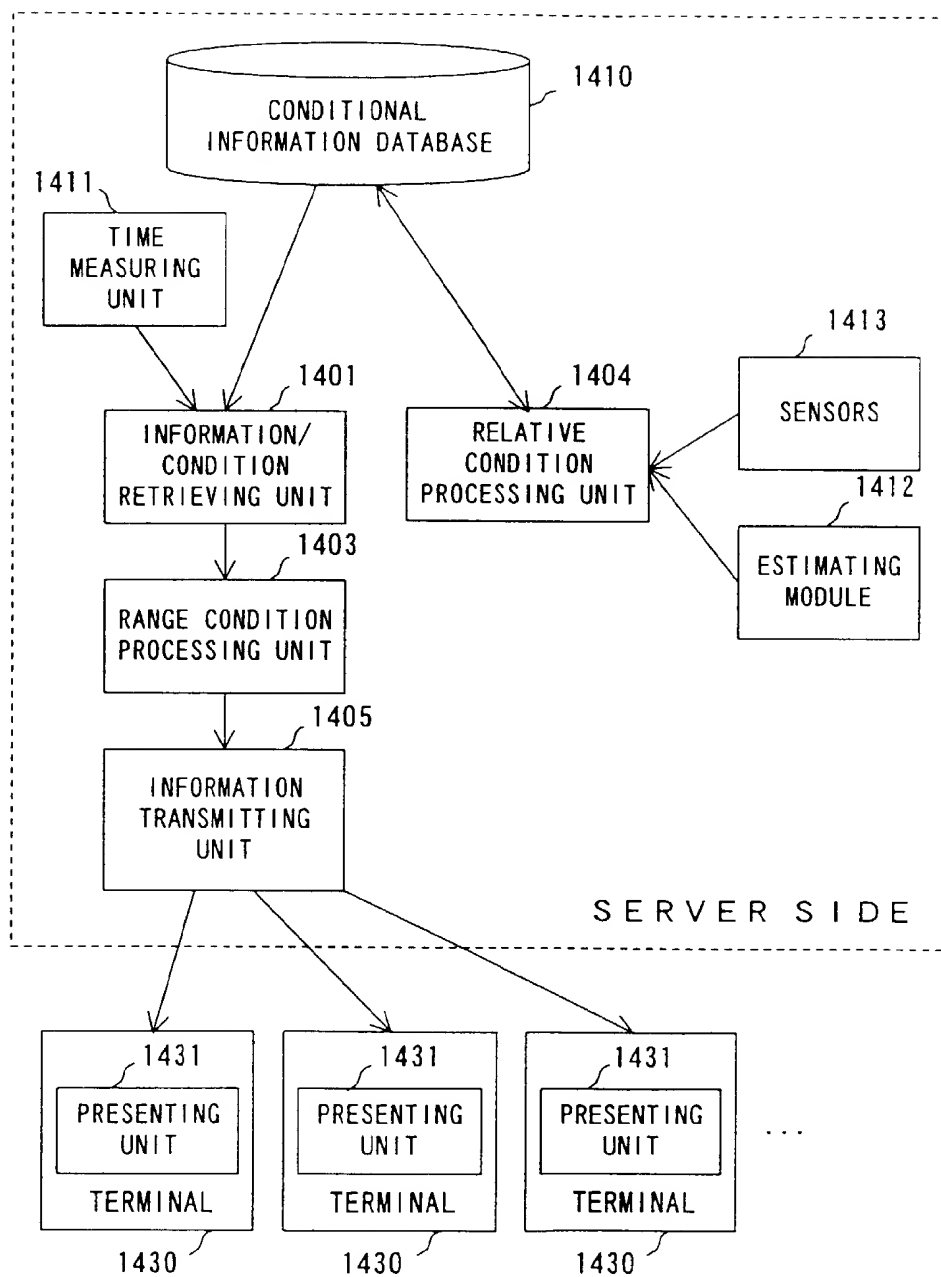 1410
CONDITIONAL
INFORMATION DATABASE
1411
TIME
MEASURING
UNIT
1413
SENSORS
1401
INFORMATION/
CONDITION
RETRIEVING UNIT
1404
RELATIVE
CONDITION
PROCESSING UNIT
1412
ESTIMATING
MODULE
1403
RANGE CONDITION
PROCESSING UNIT
1405
INFORMATION
TRANSMITTING
UNIT
SERVER SIDE
1431
PRESENTING
UNIT
TERMINAL
1430
1431
PRESENTING
UNIT
TERMINAL
1430
1431
PRESENTING
UNIT
TERMINAL
1430
...